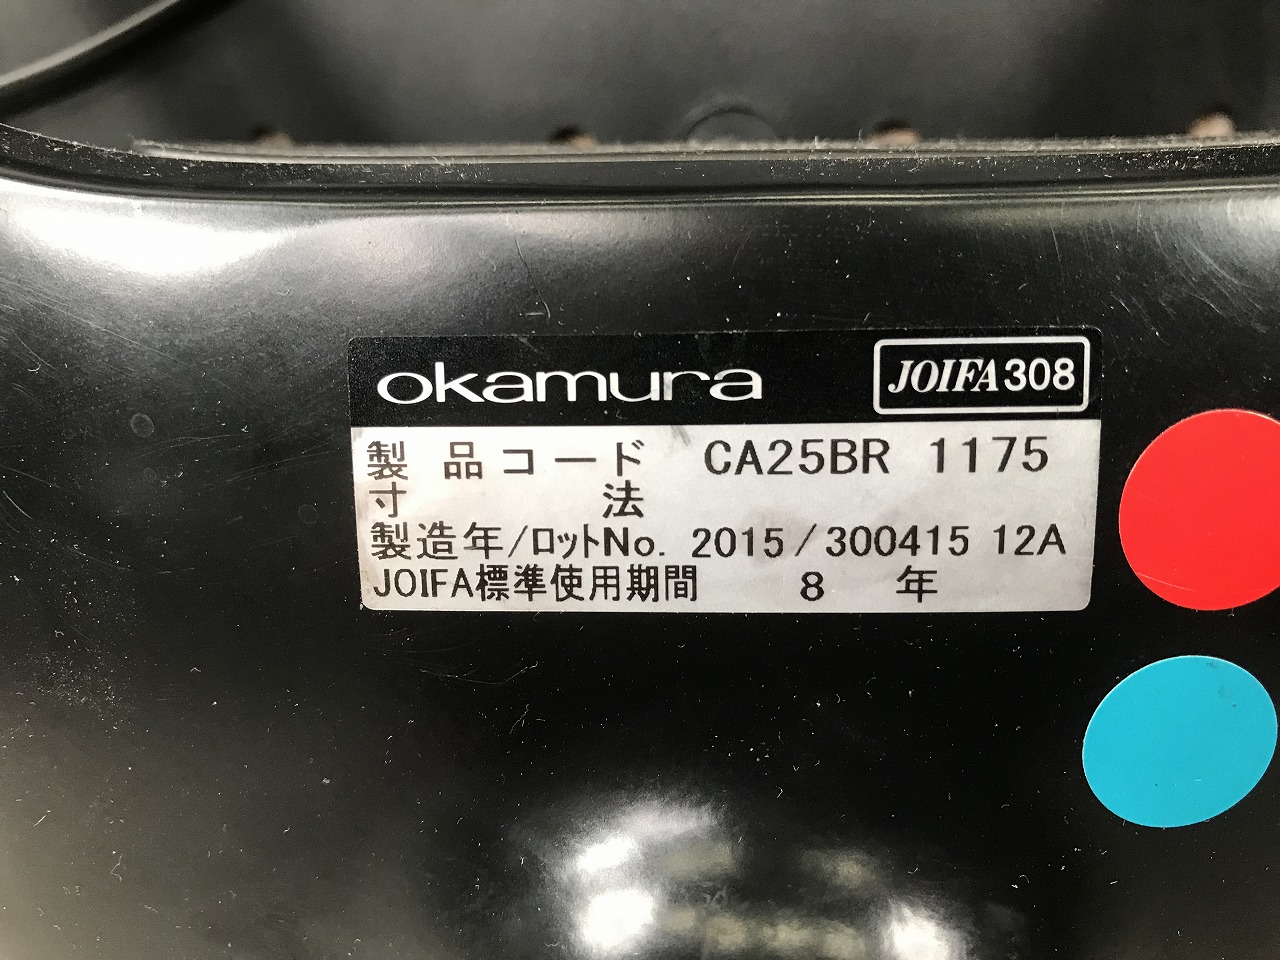 okamura JOIFA308
製品コード CA25BR 1175
寸法
製造年/ロットNo. 2015/300415 12A
JOIFA標準使用期間 8 年